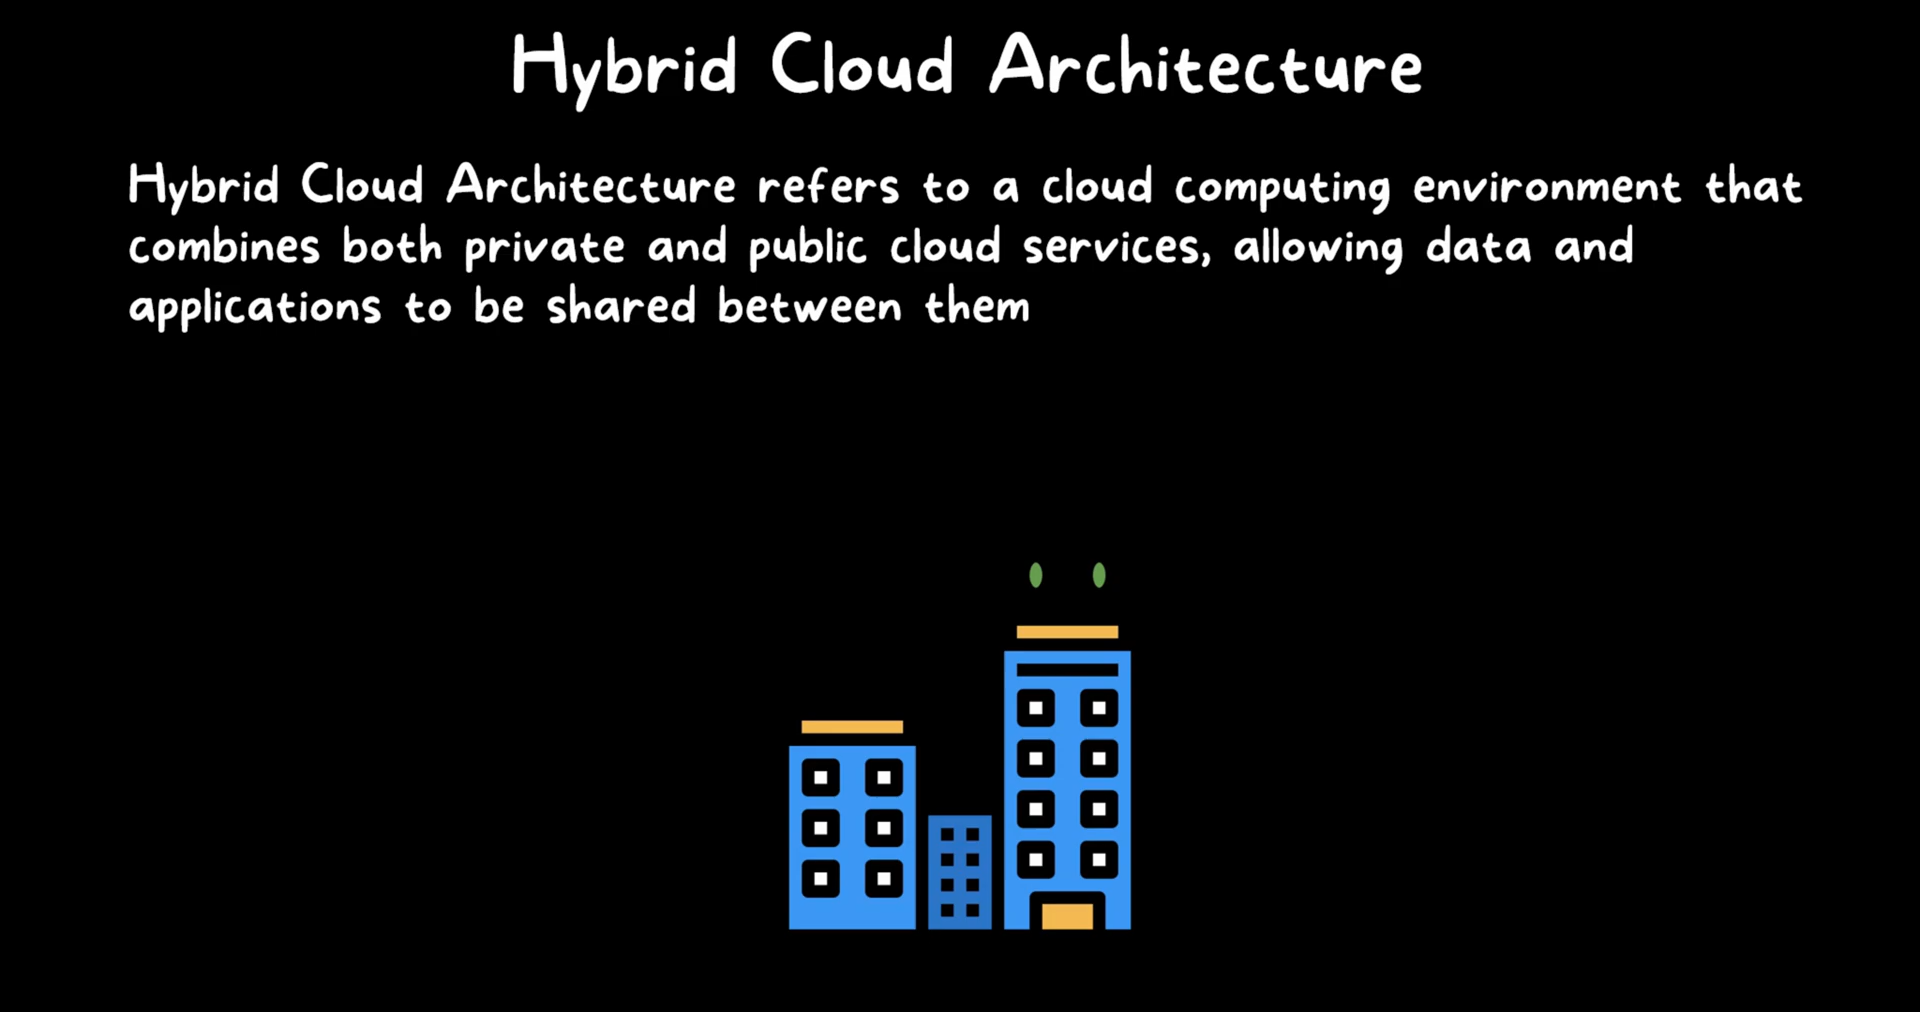 Hybrid Cloud Architecture
Hybrid Cloud Architecture refers to a cloud computing environment that
combines both private and public cloud services, allowing data and
applications to be shared between them